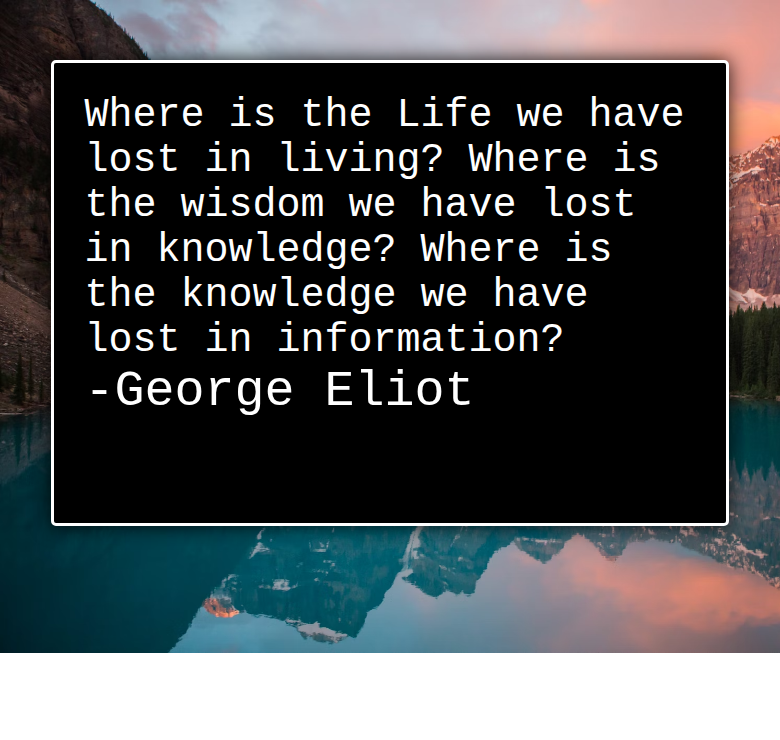 Where is the Life we have
lost in living? Where is
the wisdom we have lost
in knowledge? Where is
the knowledge we have
lost in information?
-George Eliot